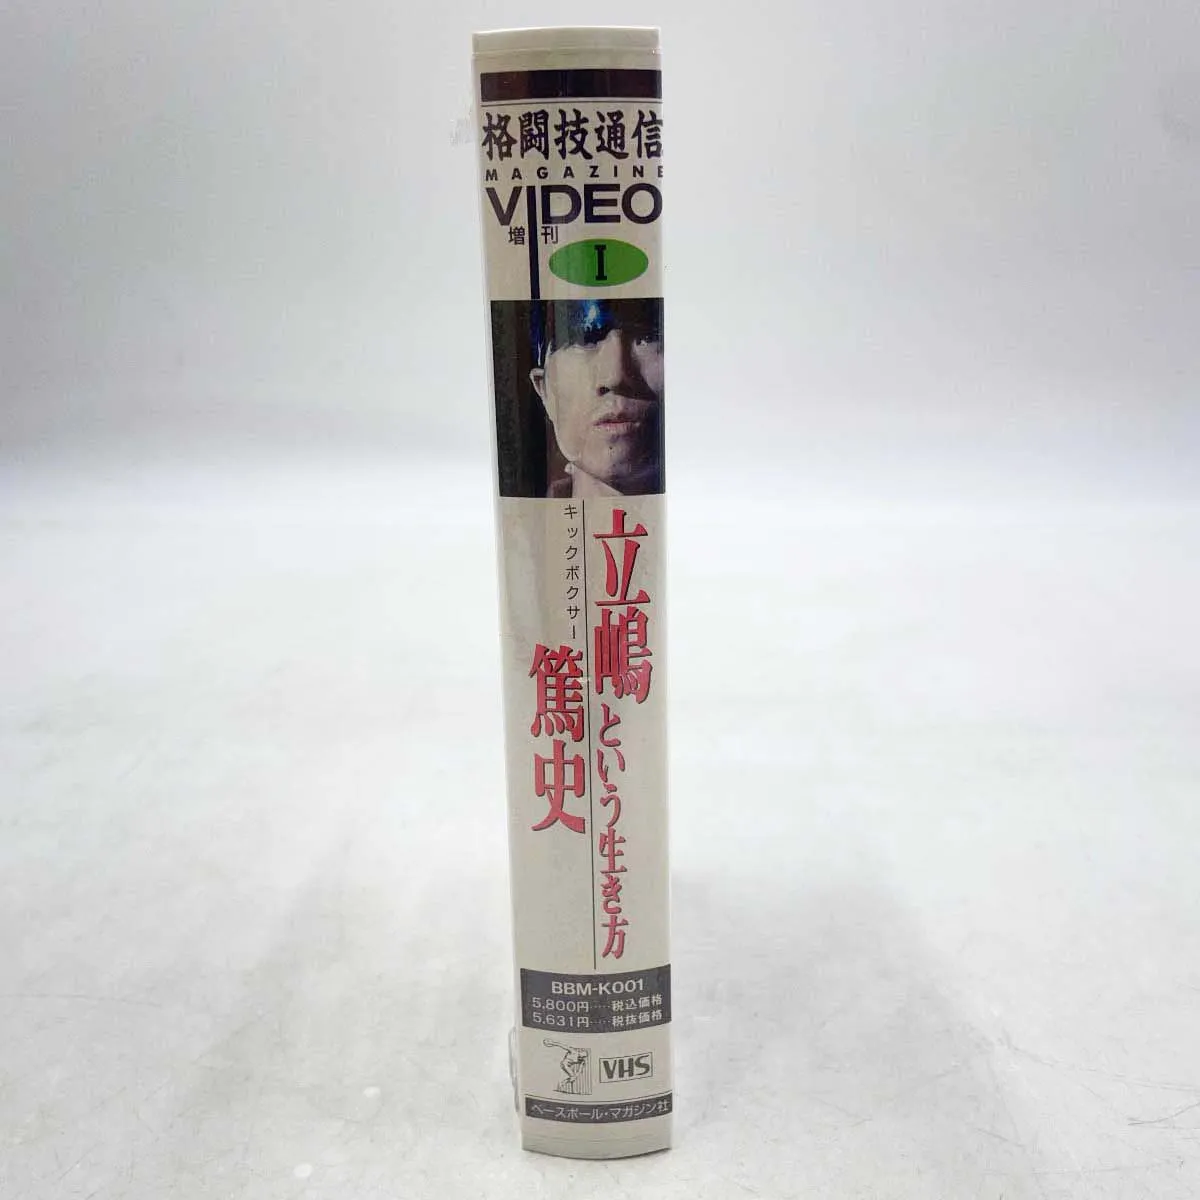 格闘技通信
MAGAZINE
VIDEO
増刊
I
キックボクサー
立嶋
篤史
という生き方
BBM-K001
5,800円……税込価格
5,631円……税抜価格
VHS
ベースボール・マガジン社